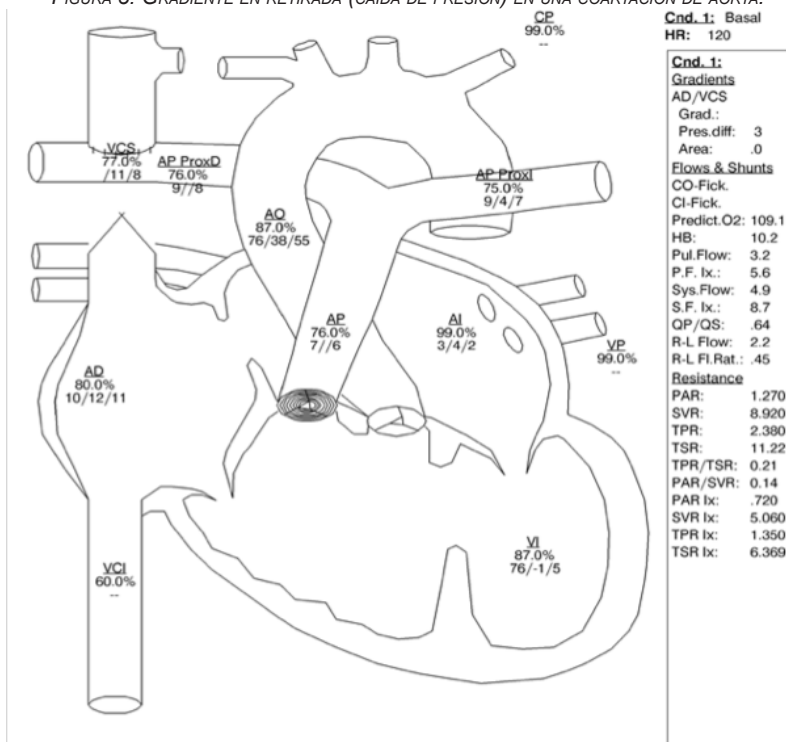 FIGURA 6. GRADIENTE EN RETIRADA (CAÍDA DE PRESIÓN) EN UNA COARTACIÓN DE AORTA.
CP
99.0%
--
VCS
77.0%
/11/8
AP ProxD
76.0%
9//8
AP ProxI
75.0%
9/4/7
AO
87.0%
76/38/55
AP
76.0%
7//6
AI
99.0%
3/4/2
VP
99.0%
--
AD
80.0%
10/12/11
VCI
60.0%
--
VI
87.0%
76/-1/5
Cnd. 1: Basal
HR: 120
Cnd. 1:
Gradients
AD/VCS
Grad.:
Pres.diff: 3
Area: .0
Flows & Shunts
CO-Fick.
CI-Fick.
Predict.O2: 109.1
HB: 10.2
Pul.Flow: 3.2
P.F. Ix.: 5.6
Sys.Flow: 4.9
S.F. Ix.: 8.7
QP/QS: .64
R-L Flow: 2.2
R-L Fl.Rat.: .45
Resistance
PAR: 1.270
SVR: 8.920
TPR: 2.380
TSR: 11.22
TPR/TSR: 0.21
PAR/SVR: 0.14
PAR Ix: .720
SVR Ix: 5.060
TPR Ix: 1.350
TSR Ix: 6.369